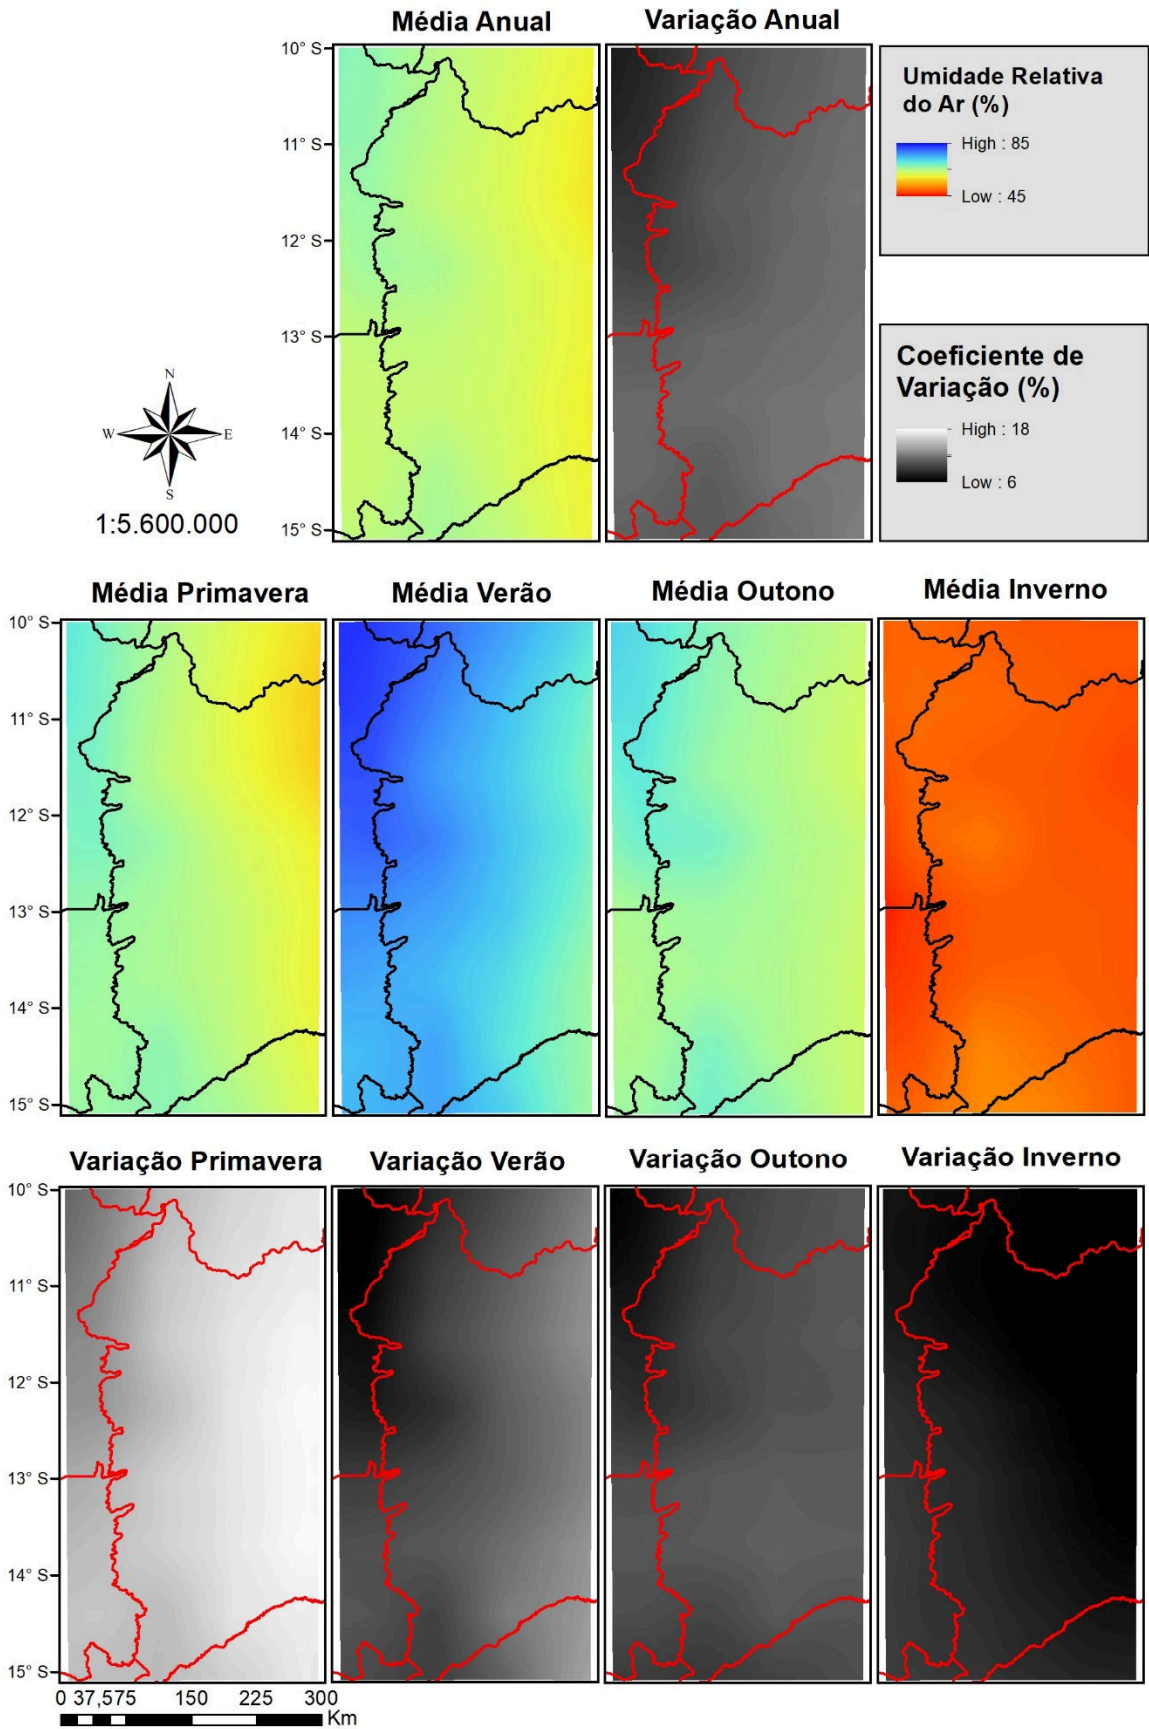 Média Anual
Variação Anual
10° S
11° S
12° S
13° S
14° S
15° S
Umidade Relativa
do Ar (%)
High : 85
Low : 45
Coeficiente de
Variação (%)
High : 18
Low : 6
N
W
E
S
1:5.600.000
Média Primavera
Média Verão
Média Outono
Média Inverno
10° S
11° S
12° S
13° S
14° S
15° S
Variação Primavera
Variação Verão
Variação Outono
Variação Inverno
10° S
11° S
12° S
13° S
14° S
15° S
0 37,575 150 225 300
Km